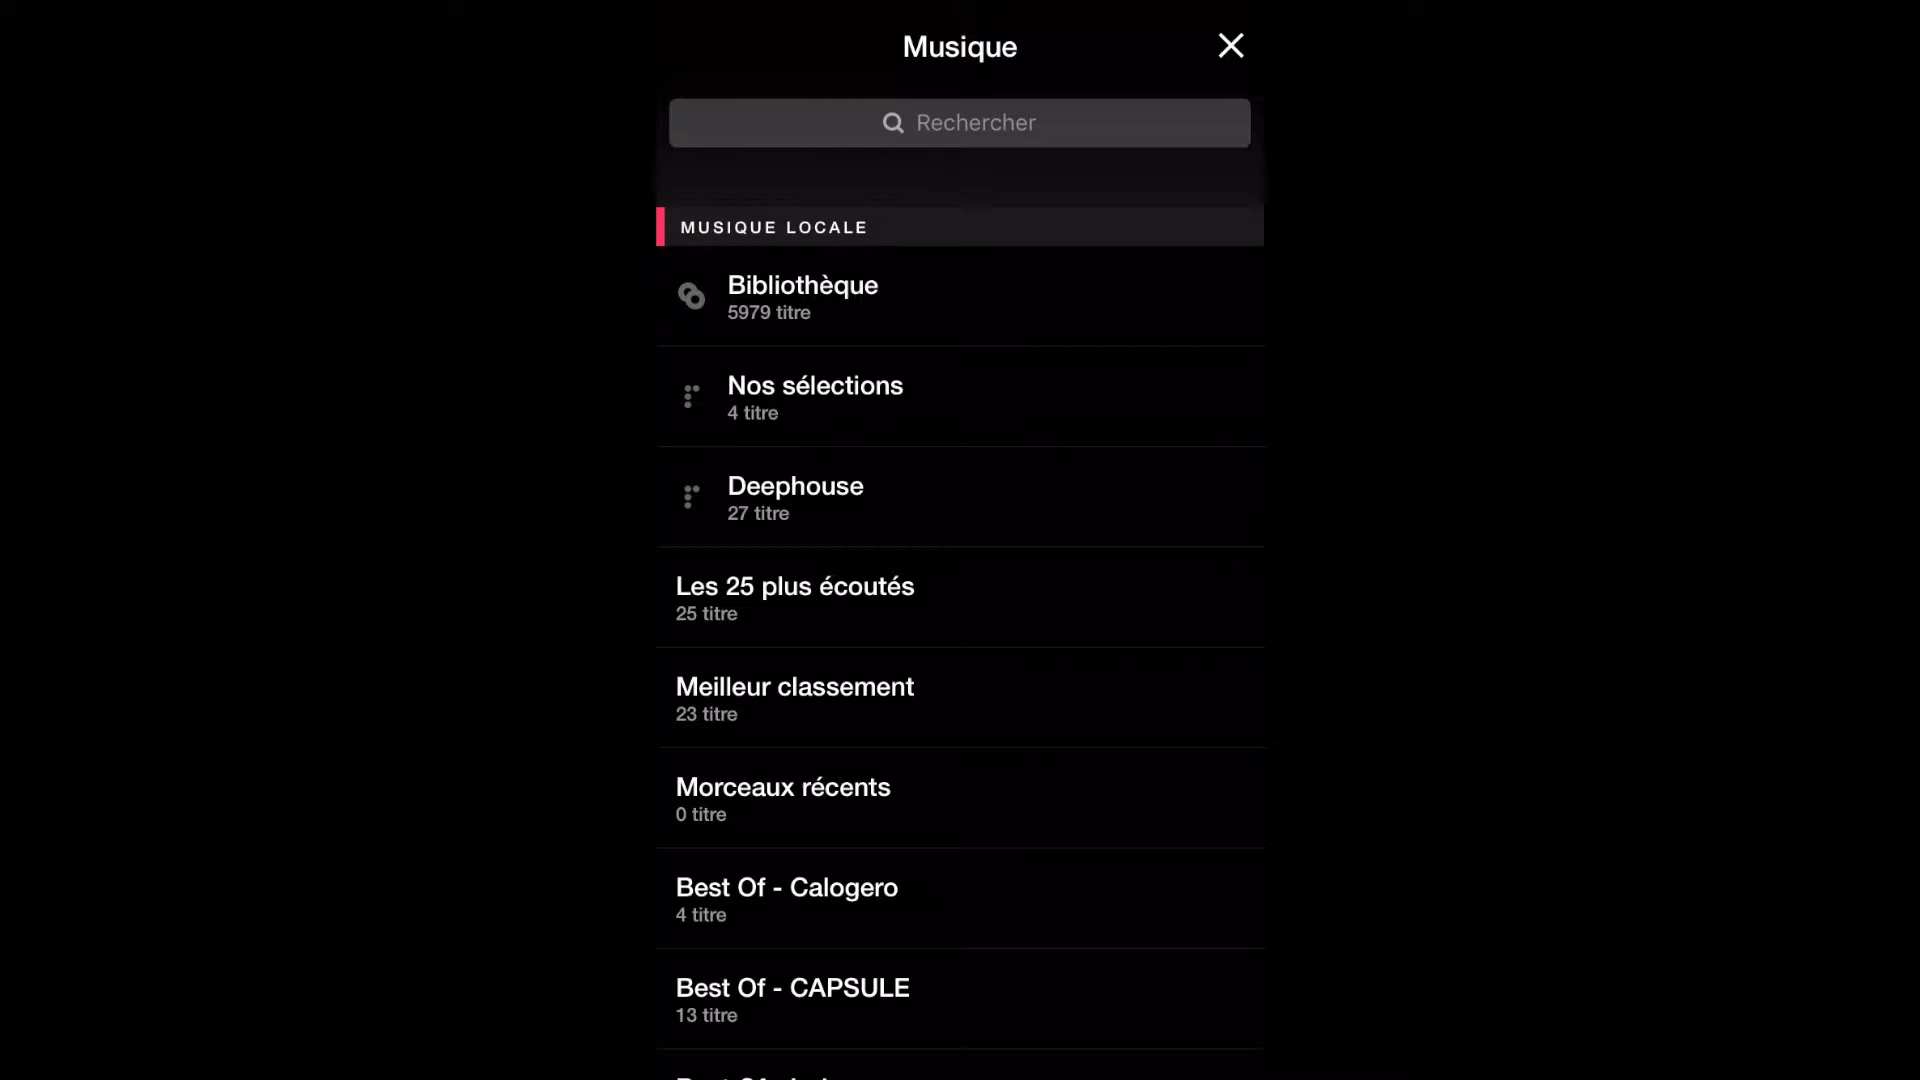 Musique
Rechercher
MUSIQUE LOCALE
Bibliothèque
5979 titre
Nos sélections
4 titre
Deephouse
27 titre
Les 25 plus écoutés
25 titre
Meilleur classement
23 titre
Morceaux récents
0 titre
Best Of - Calogero
4 titre
Best Of - CAPSULE
13 titre